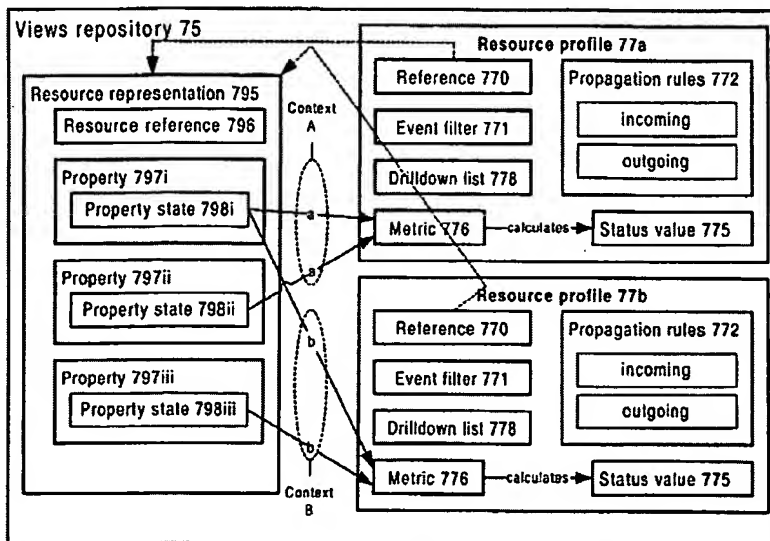 Views repository 75
Resource representation 795
Resource reference 796
Property 797i
Property state 798i
Property 797ii
Property state 798ii
Property 797iii
Property state 798iii
Context
A
a
a
b
b
Context
B
Resource profile 77a
Reference 770
Event filter 771
Drilldown list 778
Metric 776
calculates
Status value 775
Propagation rules 772
incoming
outgoing
Resource profile 77b
Reference 770
Event filter 771
Drilldown list 778
Metric 776
calculates
Status value 775
Propagation rules 772
incoming
outgoing